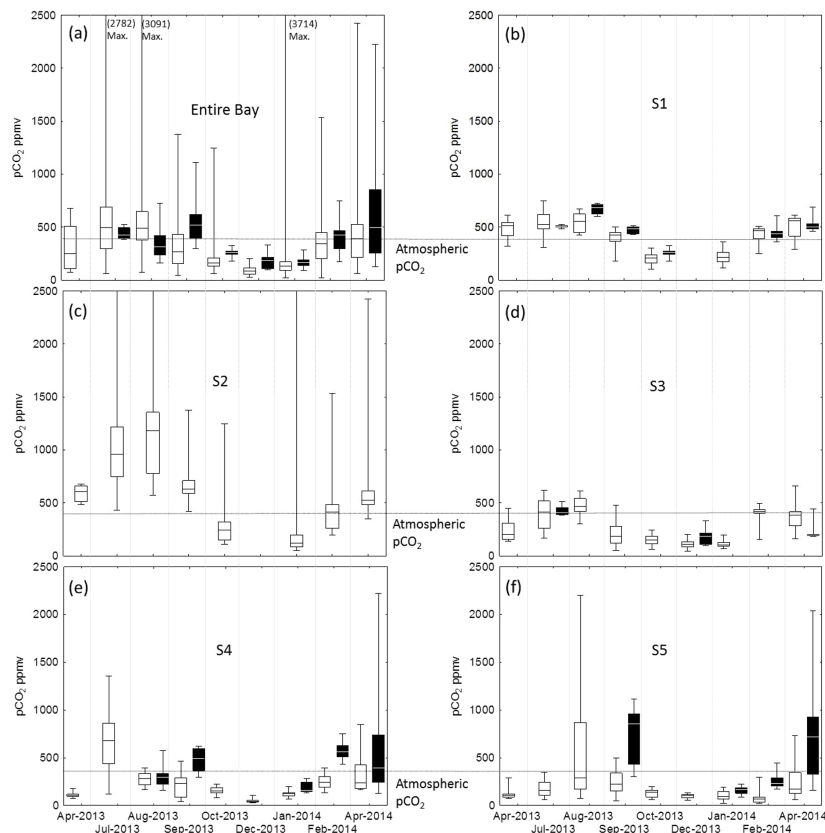 (a)
(2782)
Max.
(3091)
Max.
(3714)
Max.
Entire Bay
pCO2 ppmv
2500
2000
1500
1000
500
0
Atmospheric
pCO2
(b)
S1
pCO2 ppmv
2500
2000
1500
1000
500
0
(c)
S2
pCO2 ppmv
2500
2000
1500
1000
500
0
Atmospheric
pCO2
(d)
S3
pCO2 ppmv
2500
2000
1500
1000
500
0
(e)
S4
pCO2 ppmv
2500
2000
1500
1000
500
0
Atmospheric
pCO2
(f)
S5
pCO2 ppmv
2500
2000
1500
1000
500
0
Apr-2013 Aug-2013 Oct-2013 Jan-2014 Apr-2014
Jul-2013 Sep-2013 Dec-2013 Feb-2014
Apr-2013 Aug-2013 Oct-2013 Jan-2014 Apr-2014
Jul-2013 Sep-2013 Dec-2013 Feb-2014